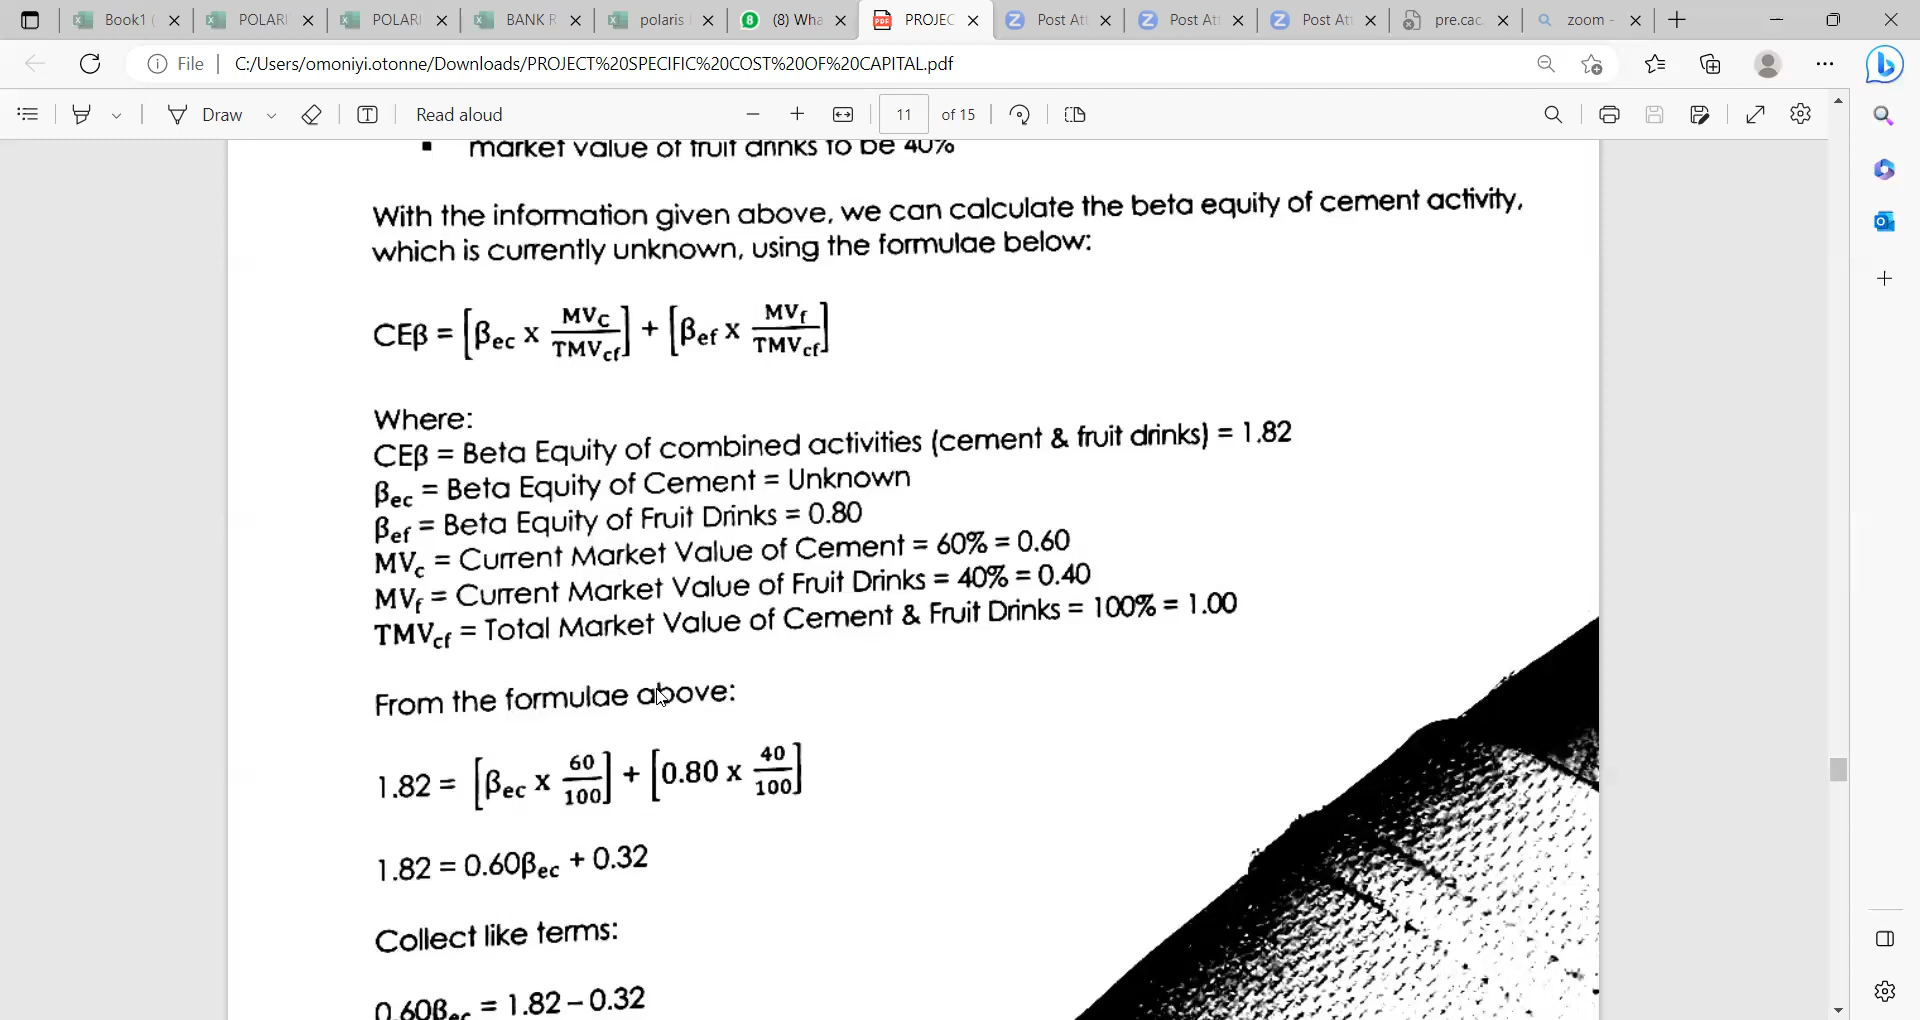 Book1 (
POLARI
POLARI
BANK R
polaris
(8) Wha
PROJEC
Post Att
Post Att
Post Att
pre.cac.
zoom -
File
C:/Users/omoniyi.otonne/Downloads/PROJECT%20SPECIFIC%20COST%20OF%20CAPITAL.pdf
Draw
Read aloud
11
of 15
▪ market value of fruit drinks to be 40%
With the information given above, we can calculate the beta equity of cement activity,
which is currently unknown, using the formulae below:
CEβ = [βec x MVC/TMVcf] + [βef x MVf/TMVcf]
Where:
CEβ = Beta Equity of combined activities (cement & fruit drinks) = 1.82
βec = Beta Equity of Cement = Unknown
βef = Beta Equity of Fruit Drinks = 0.80
MVc = Current Market Value of Cement = 60% = 0.60
MVf = Current Market Value of Fruit Drinks = 40% = 0.40
TMVcf = Total Market Value of Cement & Fruit Drinks = 100% = 1.00
From the formulae above:
1.82 = [βec x 60/100] + [0.80 x 40/100]
1.82 = 0.60βec + 0.32
Collect like terms:
0.60βec = 1.82 – 0.32